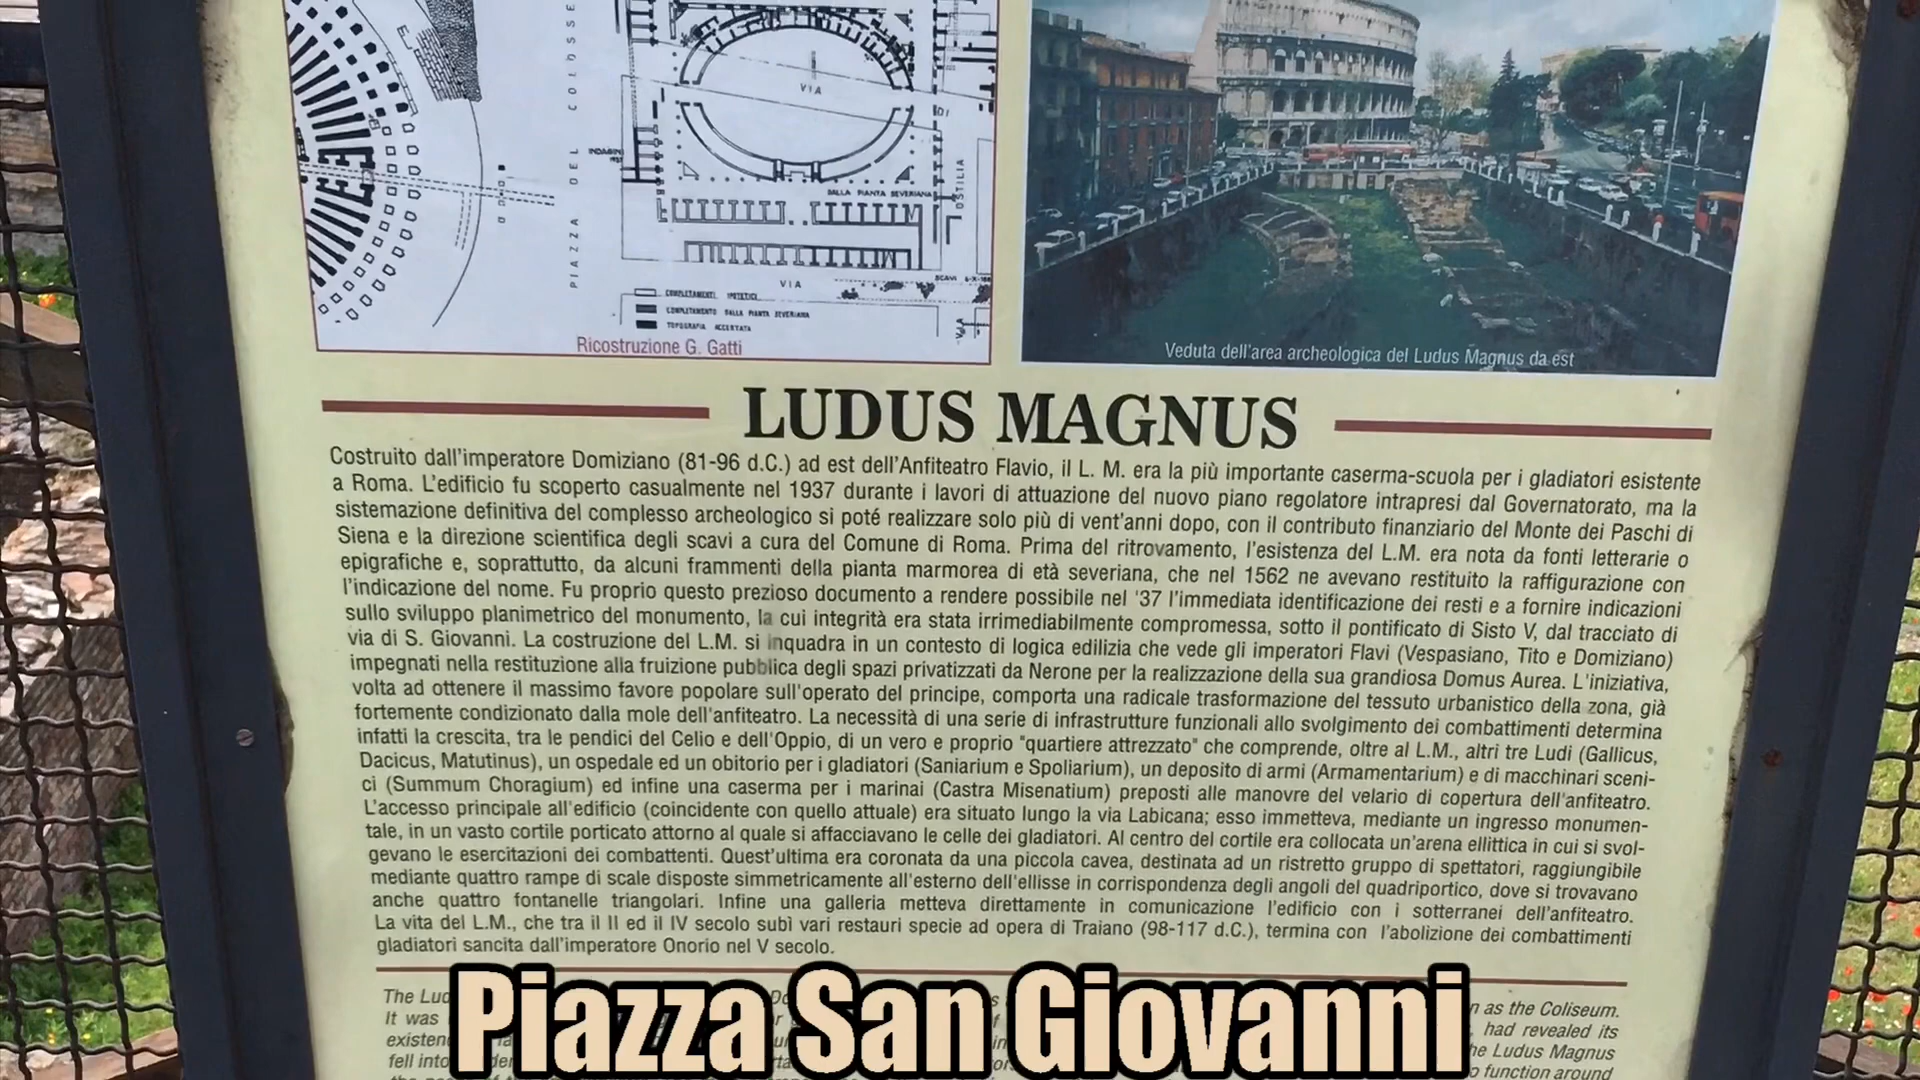 PIAZZA DEL COLOSSE
VIA
DI
OSTILIA
INDAGINI
1957
DALLA PIANTA SEVERIANA
VIA
SCAVI
COMPLETAMENTI IPOTETICI
COMPLETAMENTO DALLA PIANTA SEVERIANA
TOPOGRAFIA ACCERTATA
Ricostruzione G. Gatti
Veduta dell'area archeologica del Ludus Magnus da est
LUDUS MAGNUS
Costruito dall'imperatore Domiziano (81-96 d.C.) ad est dell'Anfiteatro Flavio, il L. M. era la più importante caserma-scuola per i gladiatori esistente
a Roma. L'edificio fu scoperto casualmente nel 1937 durante i lavori di attuazione del nuovo piano regolatore intrapresi dal Governatorato, ma la
sistemazione definitiva del complesso archeologico si poté realizzare solo più di vent'anni dopo, con il contributo finanziario del Monte dei Paschi di
Siena e la direzione scientifica degli scavi a cura del Comune di Roma. Prima del ritrovamento, l'esistenza del L.M. era nota da fonti letterarie o
epigrafiche e, soprattutto, da alcuni frammenti della pianta marmorea di età severiana, che nel 1562 ne avevano restituito la raffigurazione con
l'indicazione del nome. Fu proprio questo prezioso documento a rendere possibile nel '37 l'immediata identificazione dei resti e a fornire indicazioni
sullo sviluppo planimetrico del monumento, la cui integrità era stata irrimediabilmente compromessa, sotto il pontificato di Sisto V, dal tracciato di
via di S. Giovanni. La costruzione del L.M. si inquadra in un contesto di logica edilizia che vede gli imperatori Flavi (Vespasiano, Tito e Domiziano)
impegnati nella restituzione alla fruizione pubblica degli spazi privatizzati da Nerone per la realizzazione della sua grandiosa Domus Aurea. L'iniziativa,
volta ad ottenere il massimo favore popolare sull'operato del principe, comporta una radicale trasformazione del tessuto urbanistico della zona, già
fortemente condizionato dalla mole dell'anfiteatro. La necessità di una serie di infrastrutture funzionali allo svolgimento dei combattimenti determina
infatti la crescita, tra le pendici del Celio e dell'Oppio, di un vero e proprio "quartiere attrezzato" che comprende, oltre al L.M., altri tre Ludi (Gallicus,
Dacicus, Matutinus), un ospedale ed un obitorio per i gladiatori (Saniarium e Spoliarium), un deposito di armi (Armamentarium) e di macchinari sceni-
ci (Summum Choragium) ed infine una caserma per i marinai (Castra Misenatium) preposti alle manovre del velario di copertura dell'anfiteatro.
L'accesso principale all'edificio (coincidente con quello attuale) era situato lungo la via Labicana; esso immetteva, mediante un ingresso monumen-
tale, in un vasto cortile porticato attorno al quale si affacciavano le celle dei gladiatori. Al centro del cortile era collocata un'arena ellittica in cui si svol-
gevano le esercitazioni dei combattenti. Quest'ultima era coronata da una piccola cavea, destinata ad un ristretto gruppo di spettatori, raggiungibile
mediante quattro rampe di scale disposte simmetricamente all'esterno dell'ellisse in corrispondenza degli angoli del quadriportico, dove si trovavano
anche quattro fontanelle triangolari. Infine una galleria metteva direttamente in comunicazione l'edificio con i sotterranei dell'anfiteatro.
La vita del L.M., che tra il II ed il IV secolo subì vari restauri specie ad opera di Traiano (98-117 d.C.), termina con l'abolizione dei combattimenti
gladiatori sancita dall'imperatore Onorio nel V secolo.
The as the Coliseum.
It was had revealed its
the Ludus Magnus
fell into function around
Piazza San Giovanni